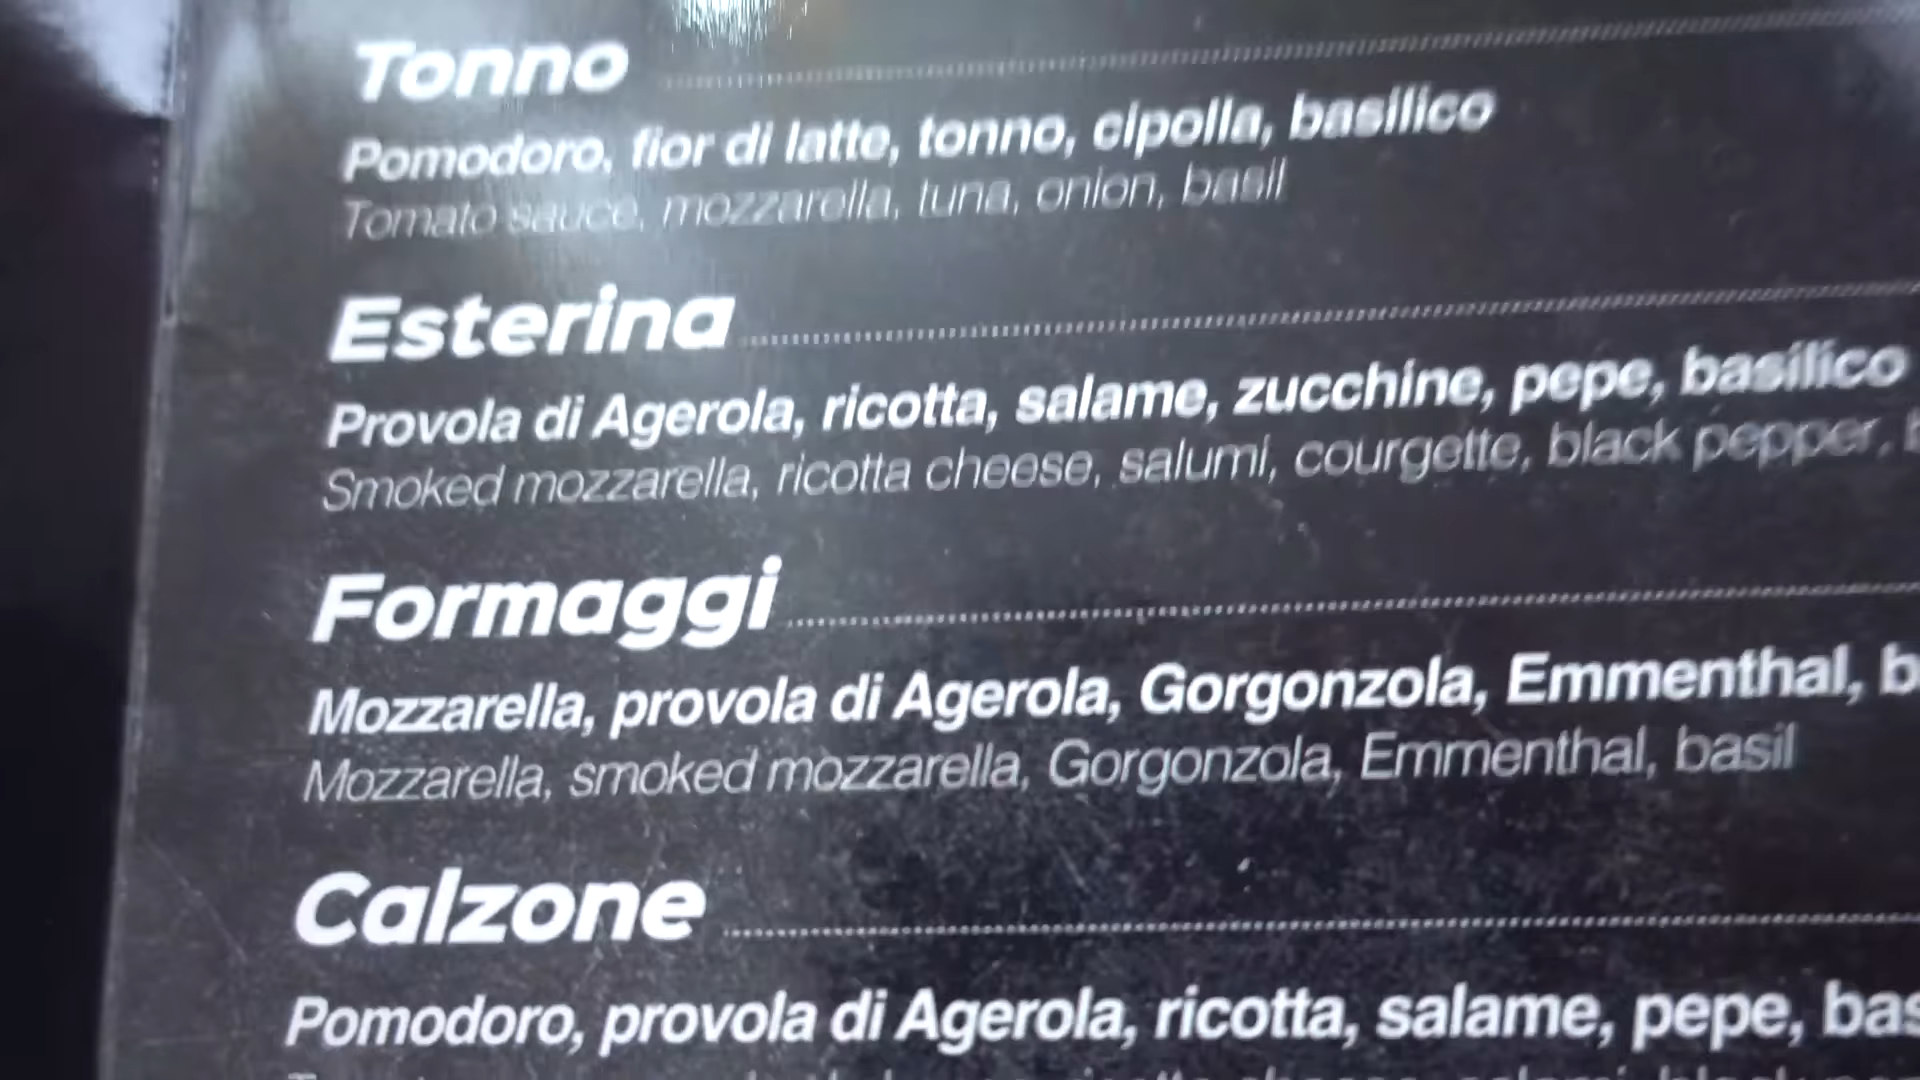 Tonno
Pomodoro, fior di latte, tonno, cipolla, basilico
Tomato sauce, mozzarella, tuna, onion, basil
Esterina
Provola di Agerola, ricotta, salame, zucchine, pepe, basilico
Smoked mozzarella, ricotta cheese, salumi, courgette, black pepper,
Formaggi
Mozzarella, provola di Agerola, Gorgonzola, Emmenthal,
Mozzarella, smoked mozzarella, Gorgonzola, Emmenthal, basil
Calzone
Pomodoro, provola di Agerola, ricotta, salame, pepe,